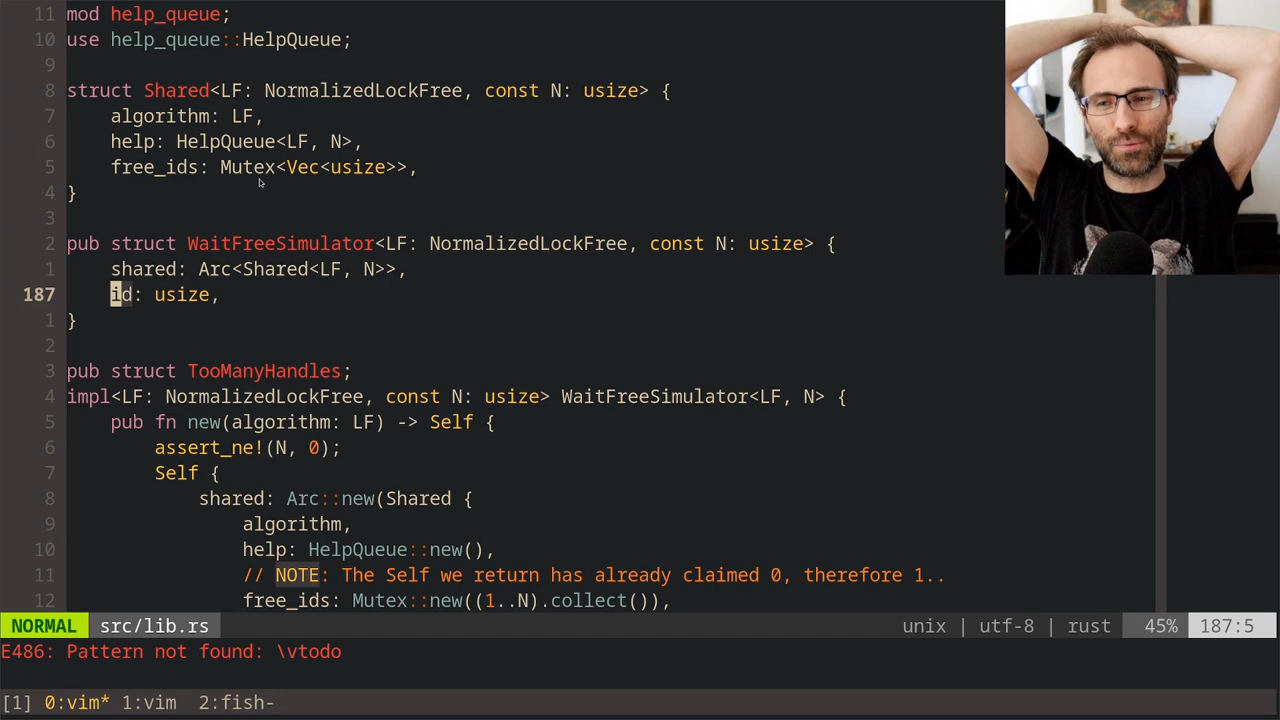 11 mod help_queue;
10 use help_queue::HelpQueue;
9
8 struct Shared<LF: NormalizedLockFree, const N: usize> {
7     algorithm: LF,
6     help: HelpQueue<LF, N>,
5     free_ids: Mutex<Vec<usize>>,
4 }
3
2 pub struct WaitFreeSimulator<LF: NormalizedLockFree, const N: usize> {
1     shared: Arc<Shared<LF, N>>,
187     id: usize,
1 }
2
3 pub struct TooManyHandles;
4 impl<LF: NormalizedLockFree, const N: usize> WaitFreeSimulator<LF, N> {
5     pub fn new(algorithm: LF) -> Self {
6         assert_ne!(N, 0);
7         Self {
8             shared: Arc::new(Shared {
9                 algorithm,
10                 help: HelpQueue::new(),
11                 // NOTE: The Self we return has already claimed 0, therefore 1..
12                 free_ids: Mutex::new((1..N).collect()),
NORMAL src/lib.rs unix | utf-8 | rust 45% 187:5
E486: Pattern not found: \vtodo
[1] 0:vim* 1:vim 2:fish-